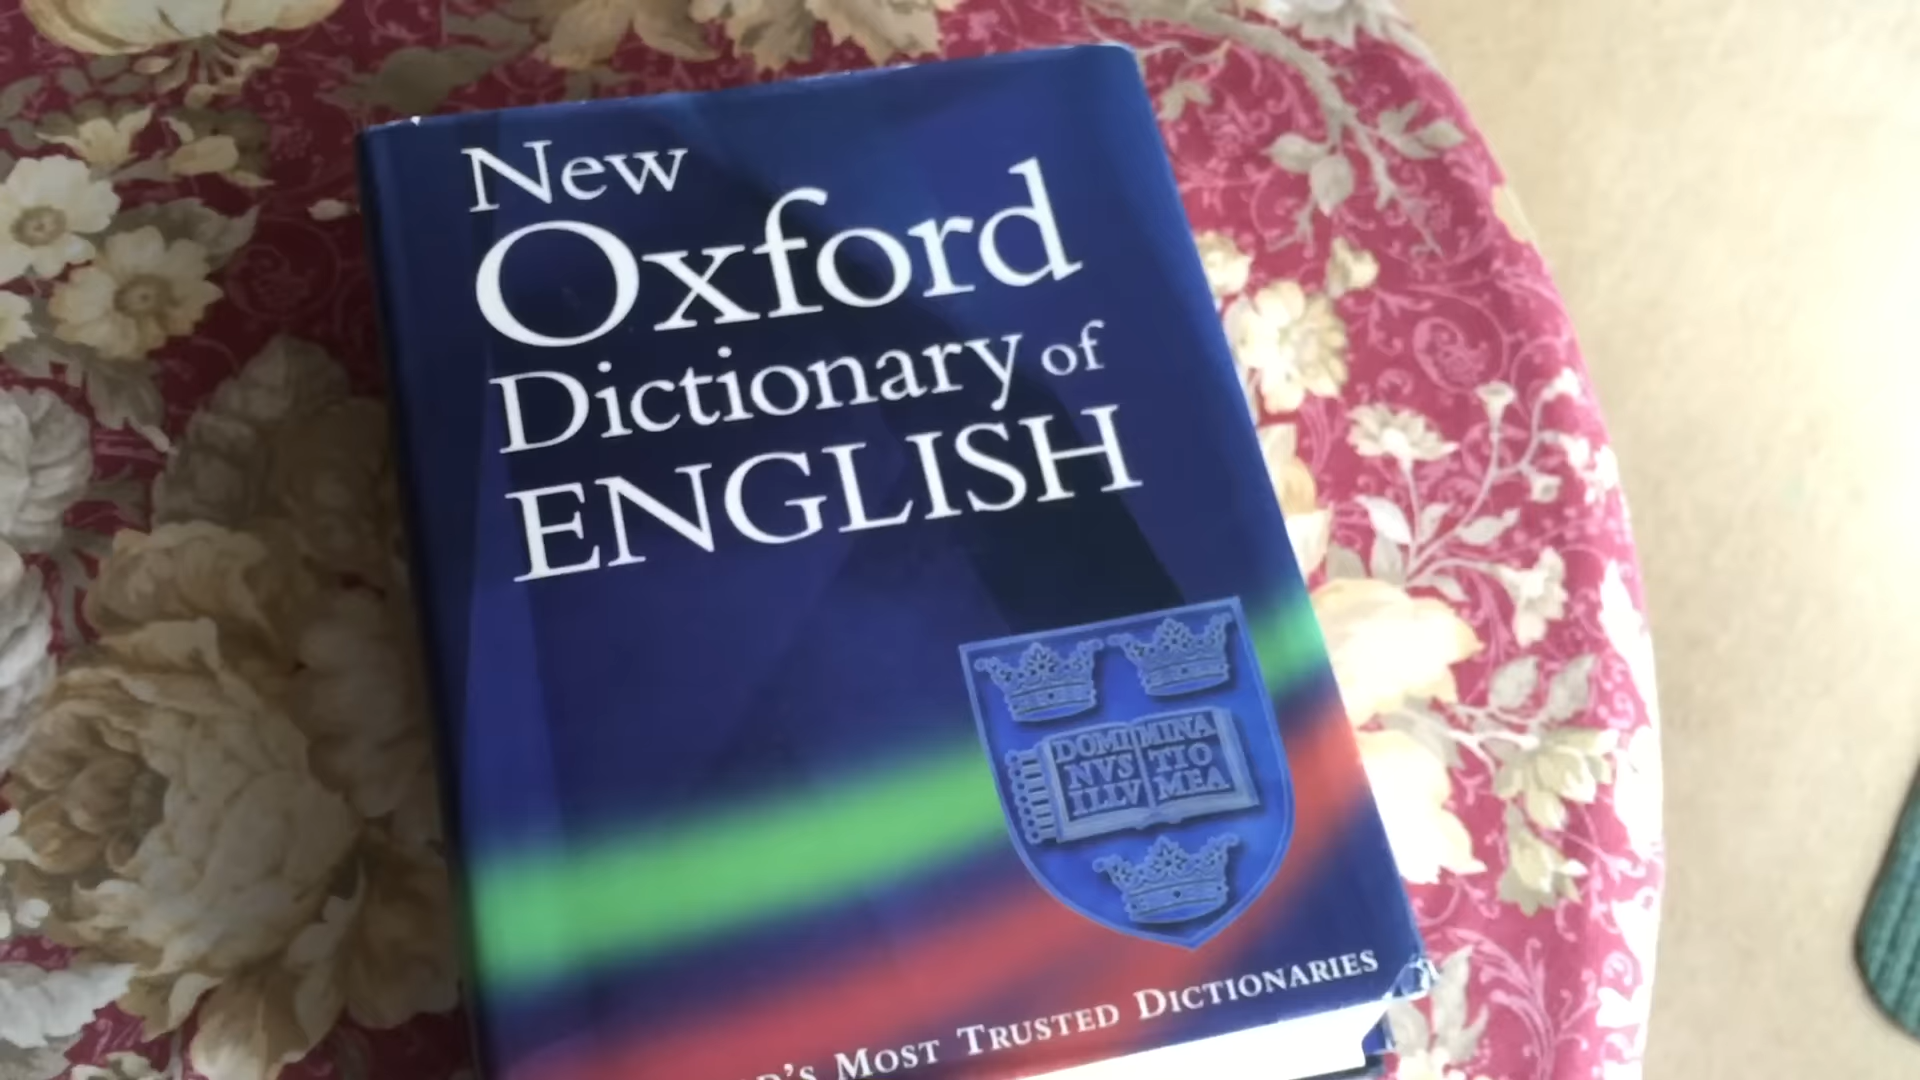 New
Oxford
Dictionary of
ENGLISH
DOMI MINA
NVS TIO
ILLV MEA
D'S MOST TRUSTED DICTIONARIES